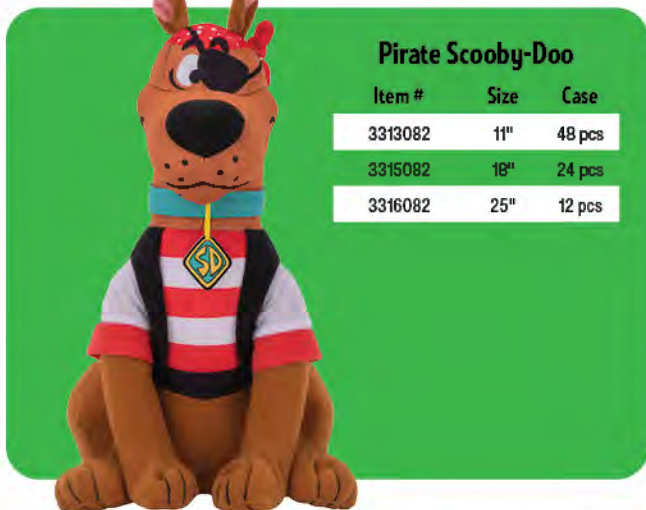 Pirate Scooby-Doo
Item # Size Case
3313082 11" 48 pcs
3315082 18" 24 pcs
3316082 25" 12 pcs
SD